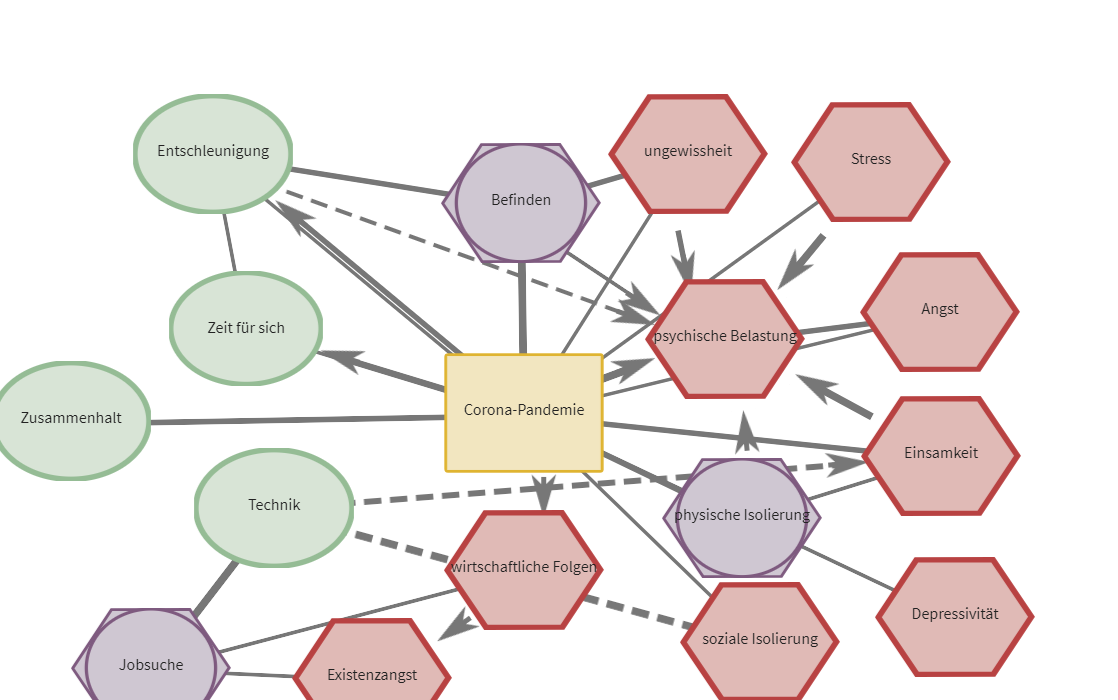 Entschleunigung
ungewissheit
Stress
Befinden
Angst
Zeit für sich
psychische Belastung
Corona-Pandemie
Zusammenhalt
Einsamkeit
Technik
physische Isolierung
wirtschaftliche Folgen
Depressivität
soziale Isolierung
Jobsuche
Existenzangst